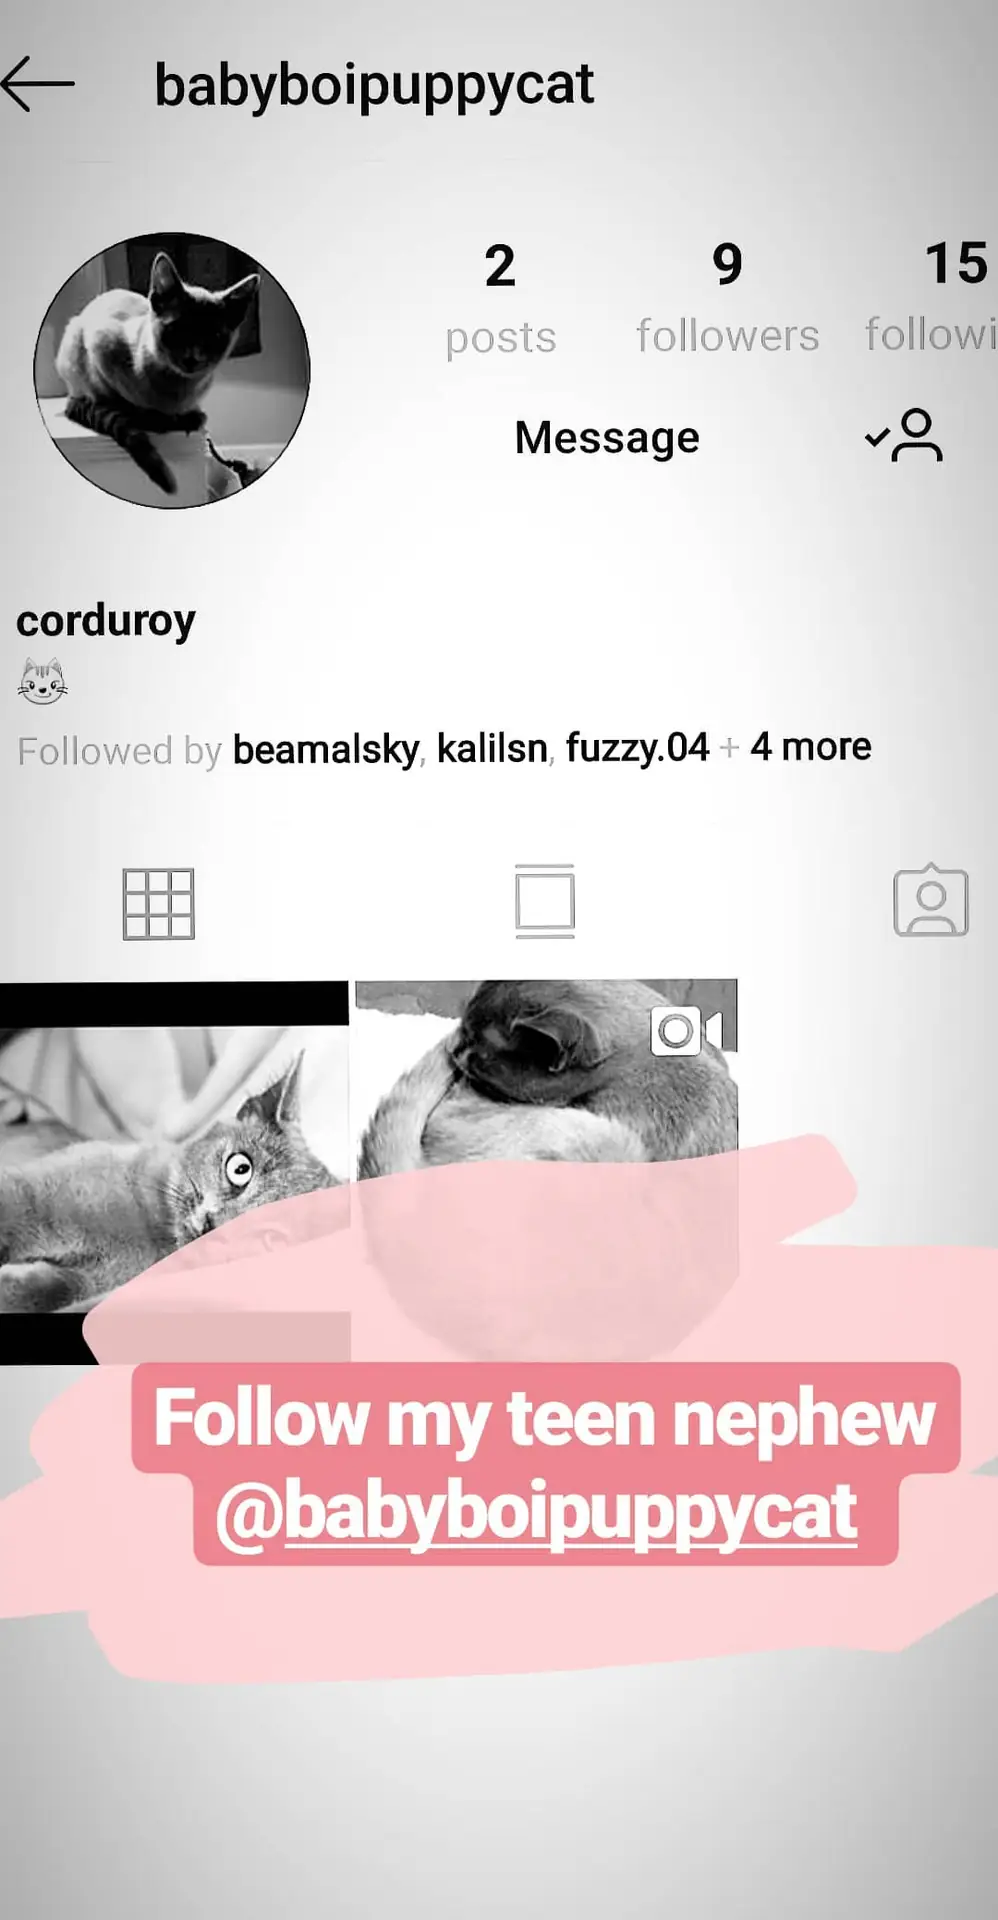 babyboipuppycat
2 9 15
posts followers followi
Message
corduroy
Followed by beamalsky, kalilsn, fuzzy.04 + 4 more
Follow my teen nephew
@babyboipuppycat